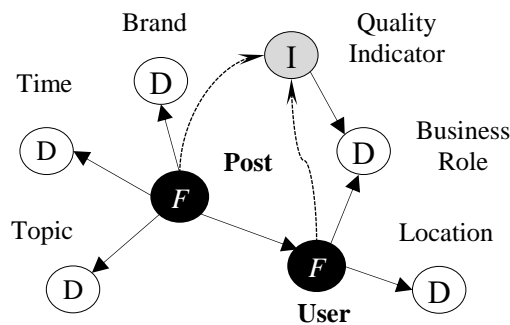 Brand
Quality
Indicator
I
Time
D
D
Business
Role
D
Post
F
Topic
Location
D
F
D
User